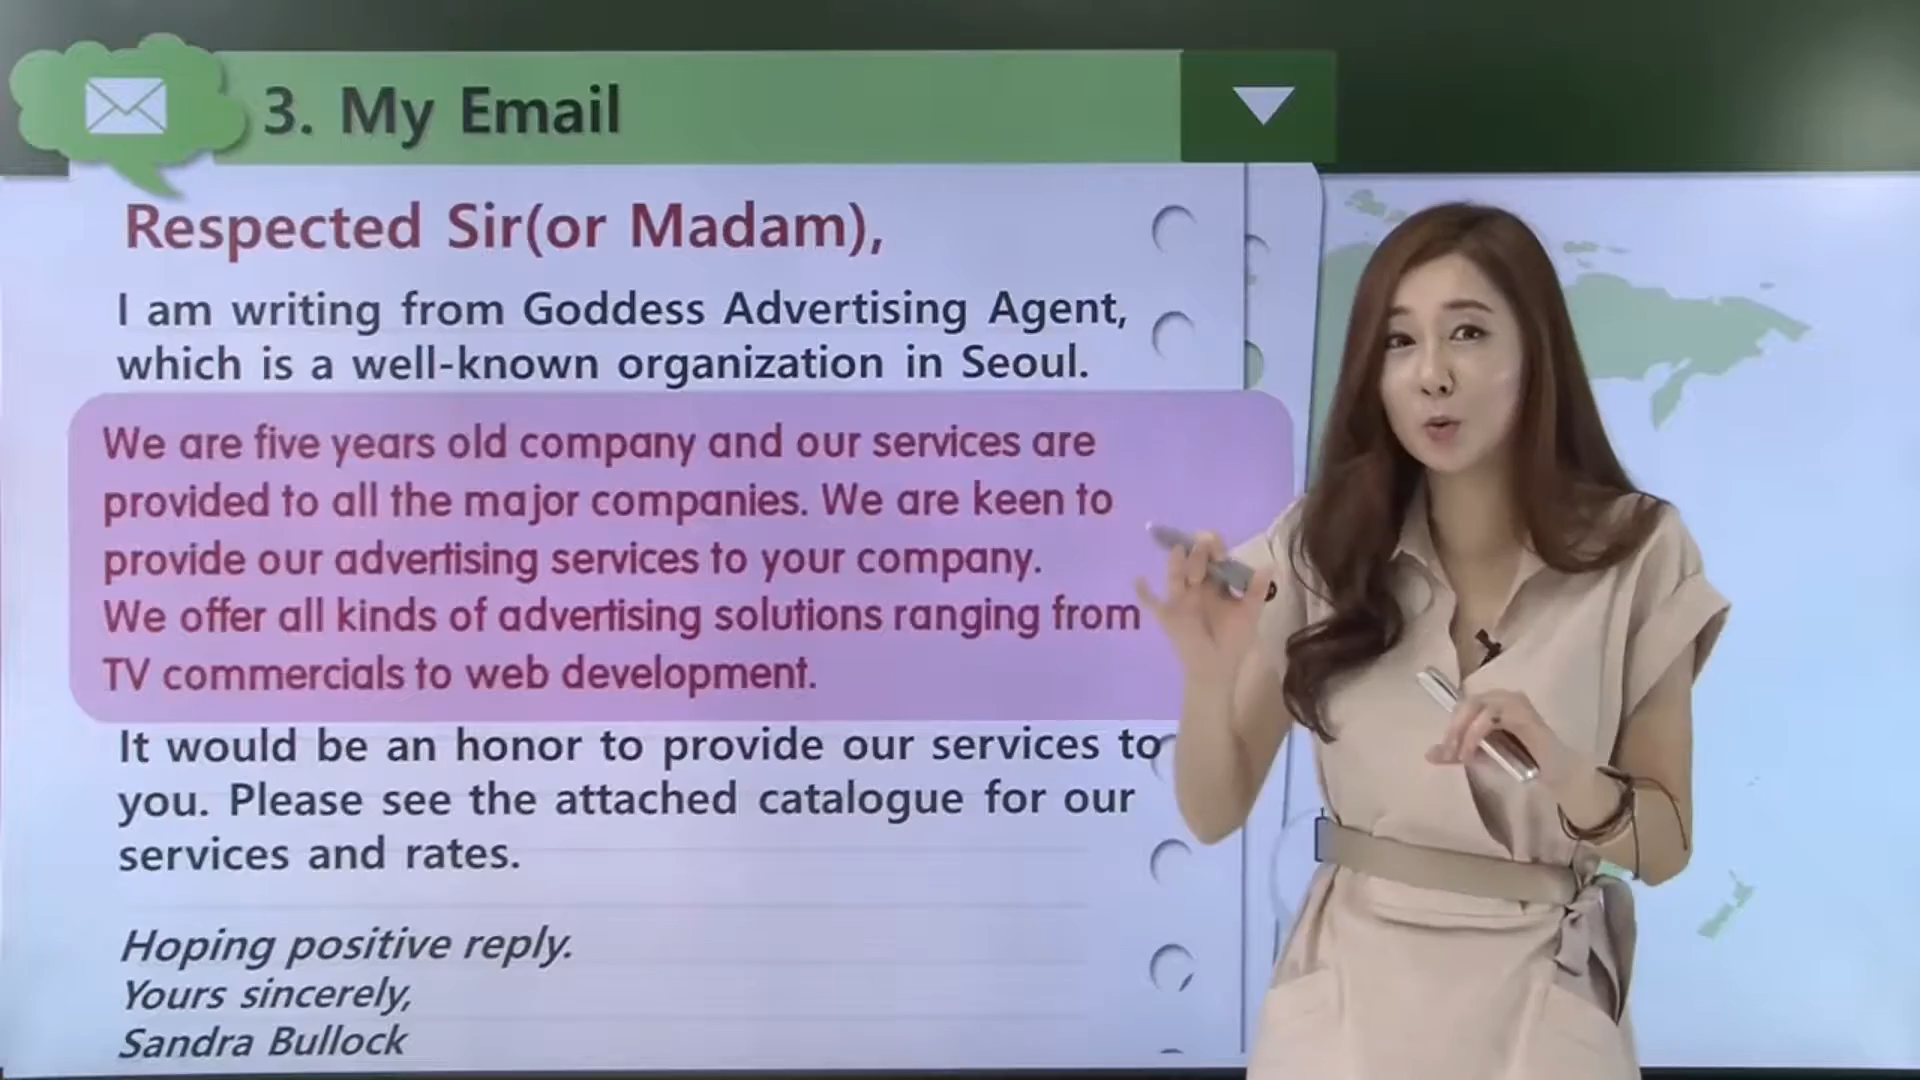 3. My Email
Respected Sir(or Madam),
I am writing from Goddess Advertising Agent,
which is a well-known organization in Seoul.
We are five years old company and our services are
provided to all the major companies. We are keen to
provide our advertising services to your company.
We offer all kinds of advertising solutions ranging from
TV commercials to web development.
It would be an honor to provide our services to
you. Please see the attached catalogue for our
services and rates.
Hoping positive reply.
Yours sincerely,
Sandra Bullock